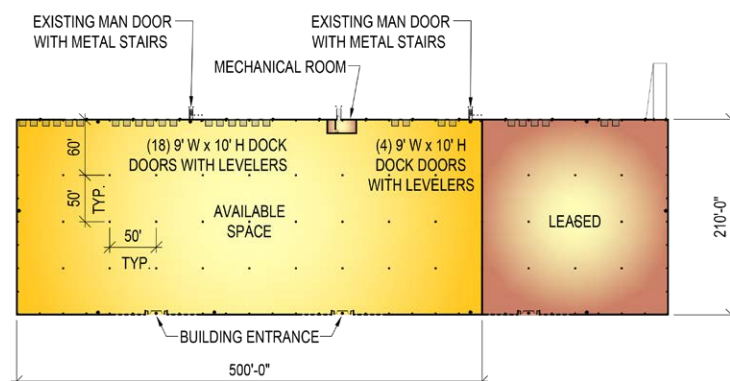 EXISTING MAN DOOR
WITH METAL STAIRS
EXISTING MAN DOOR
WITH METAL STAIRS
MECHANICAL ROOM
(18) 9' W x 10' H DOCK
DOORS WITH LEVELERS
(4) 9' W x 10' H
DOCK DOORS
WITH LEVELERS
60'
50'
TYP.
50'
TYP.
AVAILABLE
SPACE
LEASED
210'-0"
BUILDING ENTRANCE
500'-0"